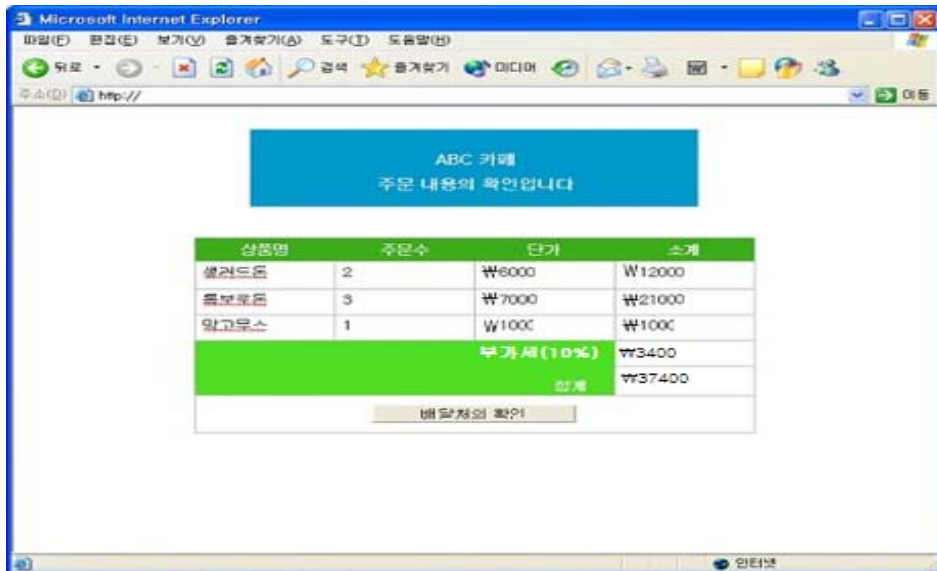 Microsoft Internet Explorer
파일(F) 편집(E) 보기(V) 즐겨찾기(A) 도구(T) 도움말(H)
뒤로 검색 즐겨찾기 미디어
주소(D) http:// 이동
ABC 카페
주문 내용의 확인입니다
상품명 주문수 단가 소계
샐러드돈 2 ₩6000 ₩12000
3 ₩7000 ₩21000
망고무스 1 ₩1000 ₩1000
부가세(10%) ₩3400
합계 ₩37400
배달처의 확인
인터넷